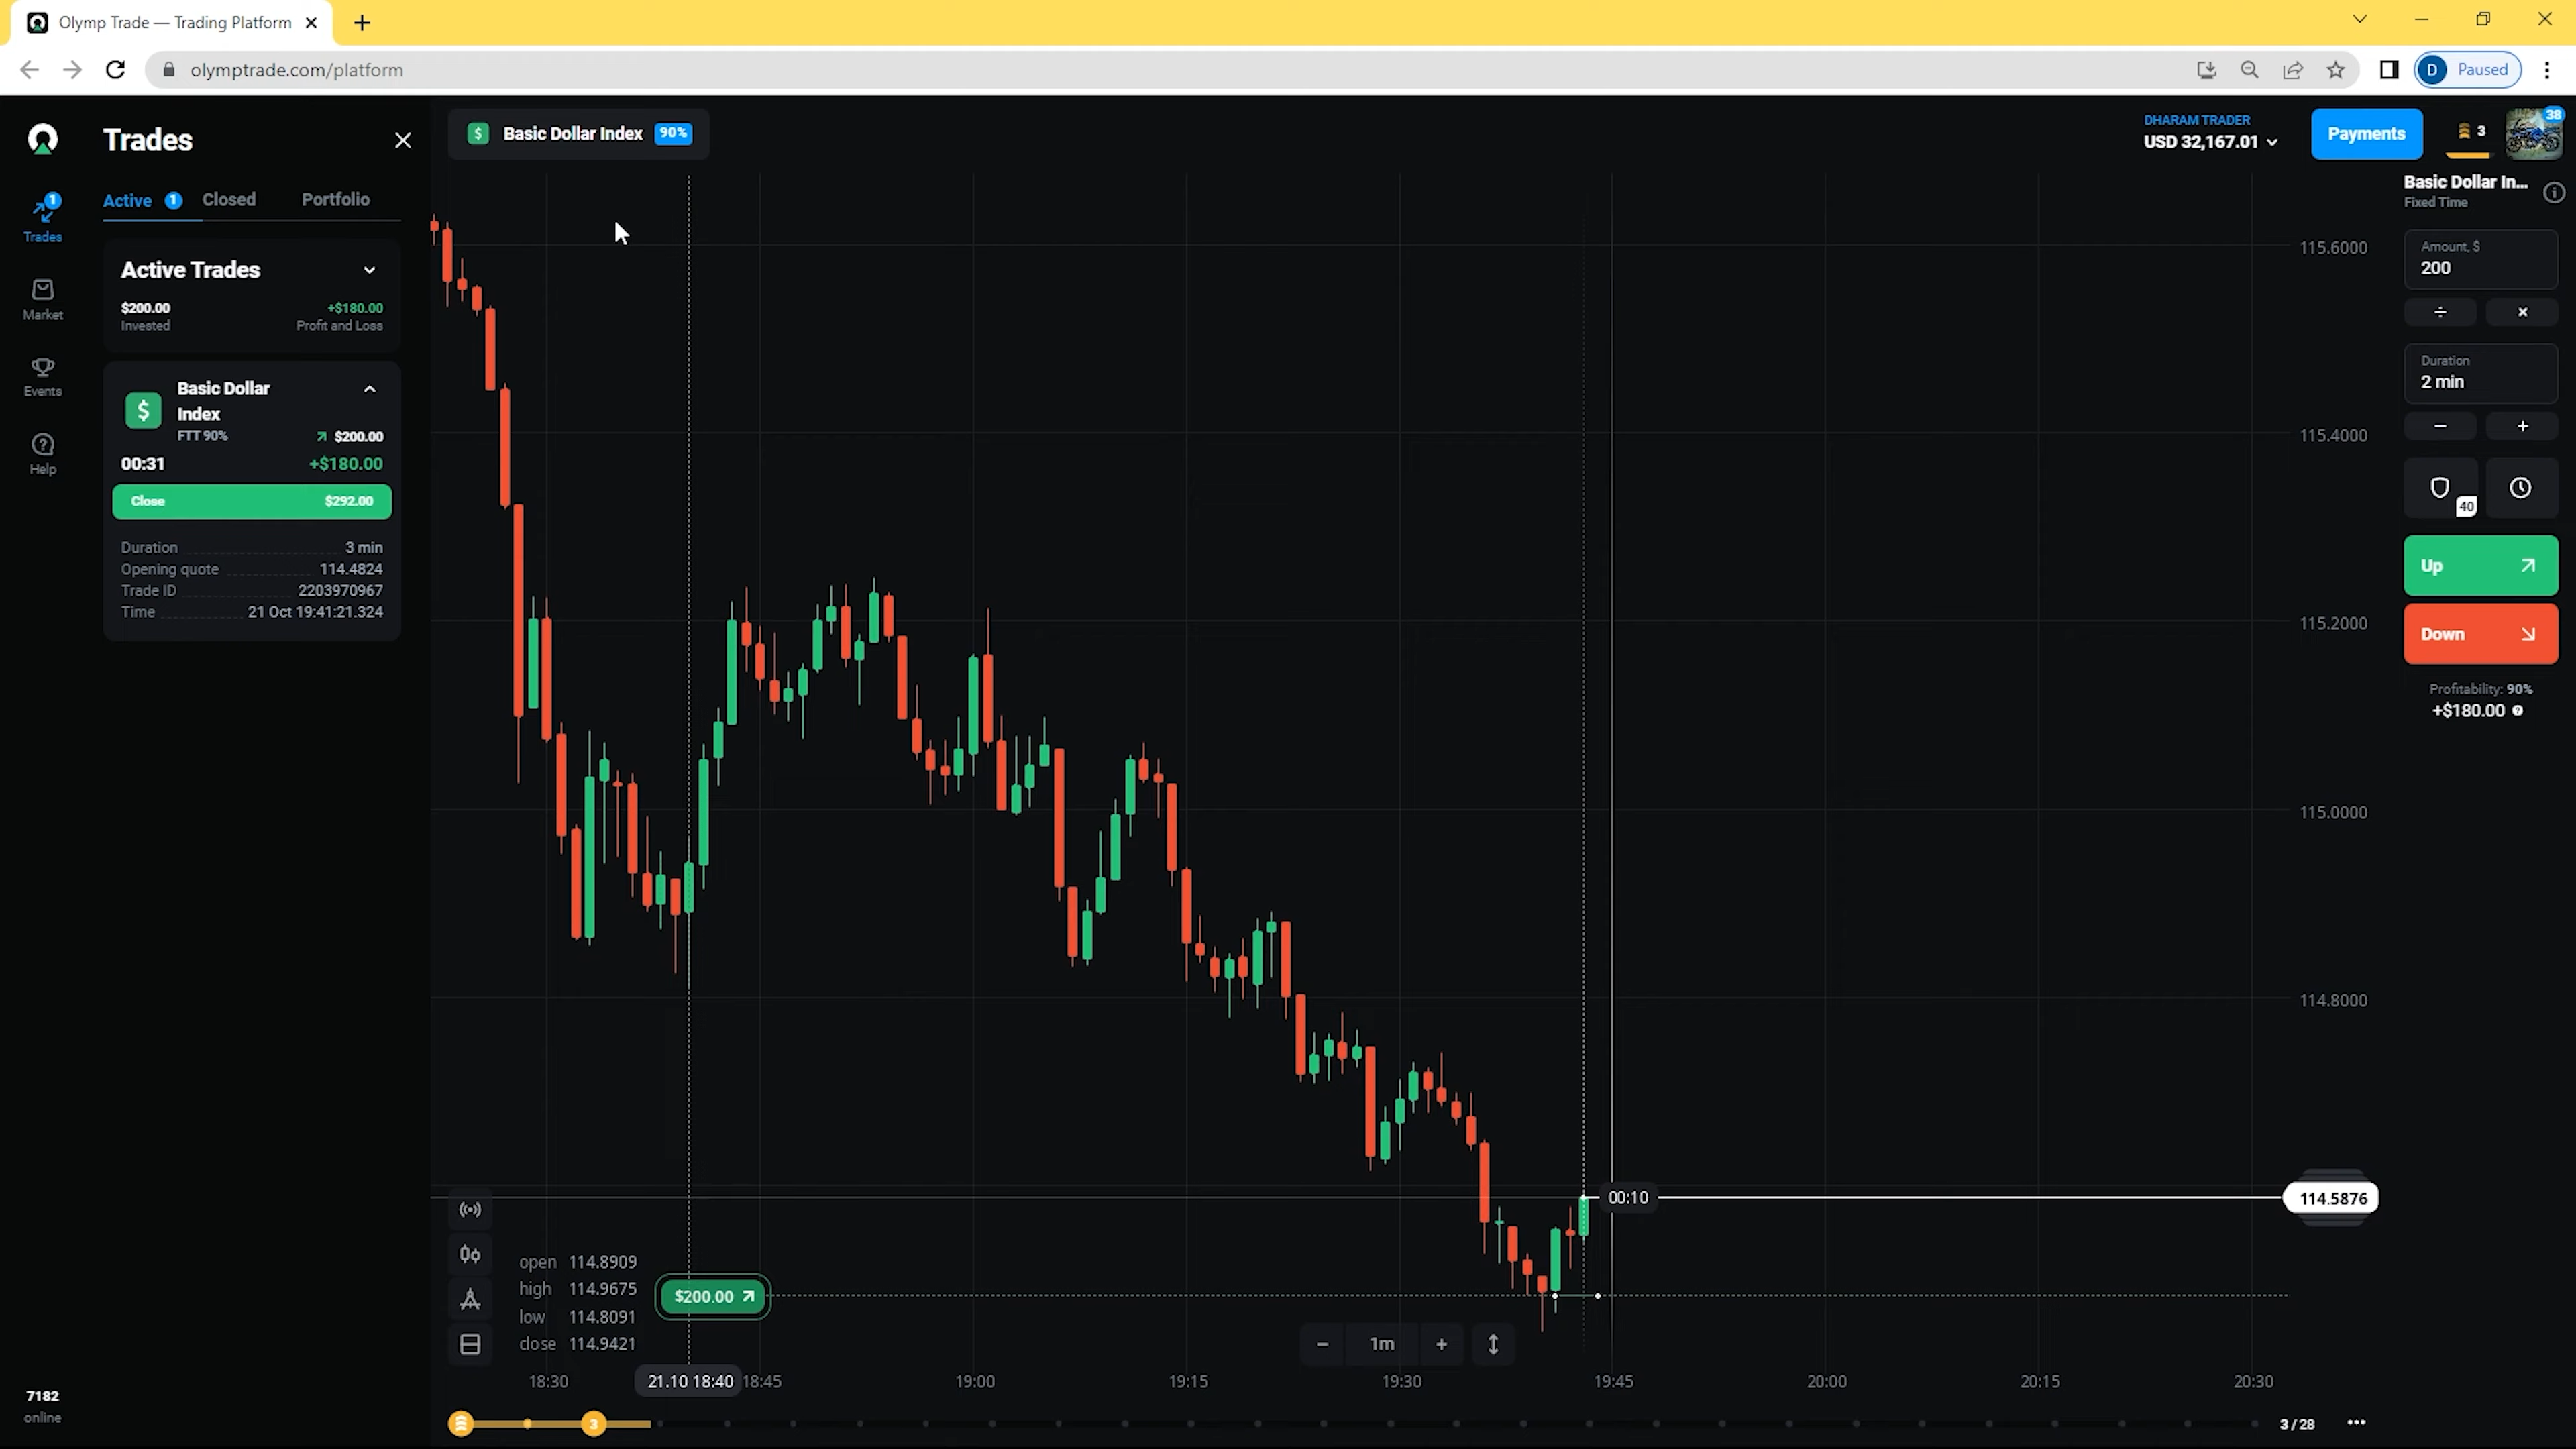 Olymp Trade — Trading Platform
olymptrade.com/platform
D Paused
Trades
Basic Dollar Index 90%
DHARAM TRADER
USD 32,167.01
Payments
3
38
1
Trades
Market
Events
Help
Active 1 Closed Portfolio
Active Trades
$200.00 +$180.00
Invested Profit and Loss
$ Basic Dollar
Index
FTT 90% $200.00
00:31 +$180.00
Close $292.00
Duration 3 min
Opening quote 114.4824
Trade ID 2203970967
Time 21 Oct 19:41:21.324
Basic Dollar In...
Fixed Time
Amount, $
200
÷ ×
Duration
2 min
− +
40
Up
Down
Profitability: 90%
+$180.00
115.6000
115.4000
115.2000
115.0000
114.8000
00:10
114.5876
open 114.8909
high 114.9675
low 114.8091
close 114.9421
$200.00
− 1m +
18:30 21.10 18:40 18:45 19:00 19:15 19:30 19:45 20:00 20:15 20:30
7182
online
3
3 / 28